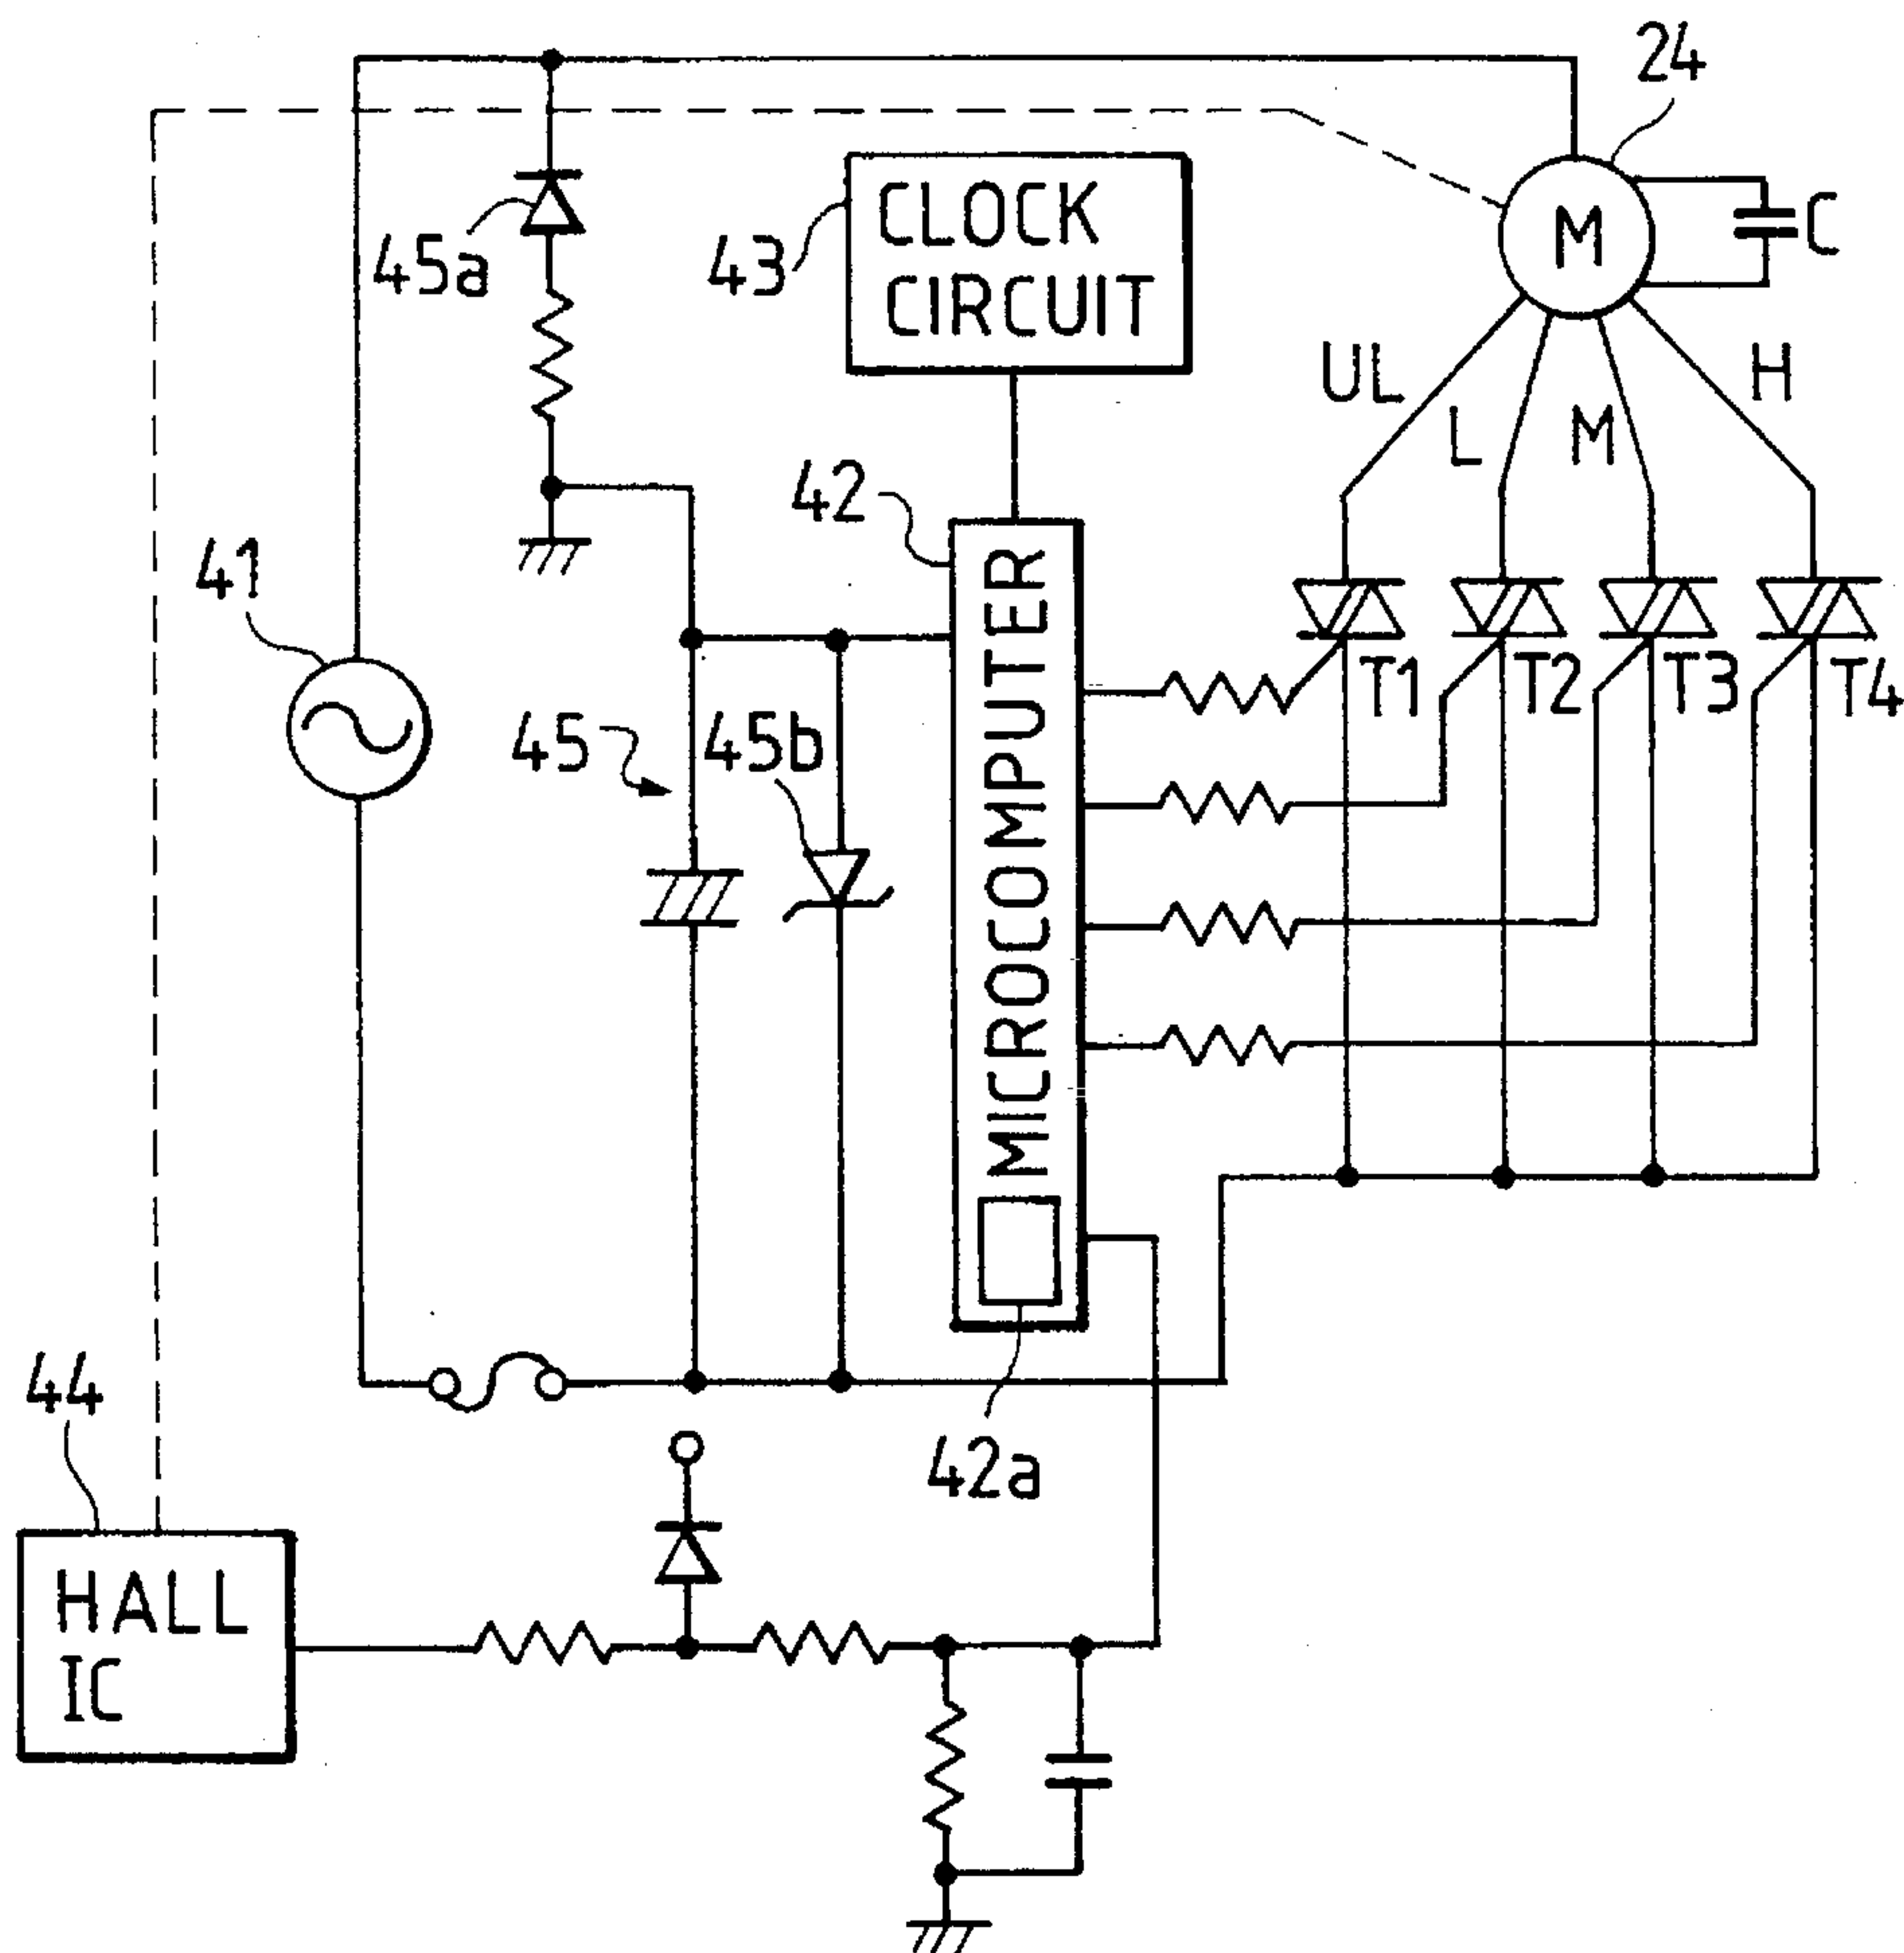 24
CLOCK
CIRCUIT
43
45a
M
C
UL
L
M
H
42
41
MICROCOMPUTER
T1
T2
T3
T4
45
45b
44
42a
HALL
IC